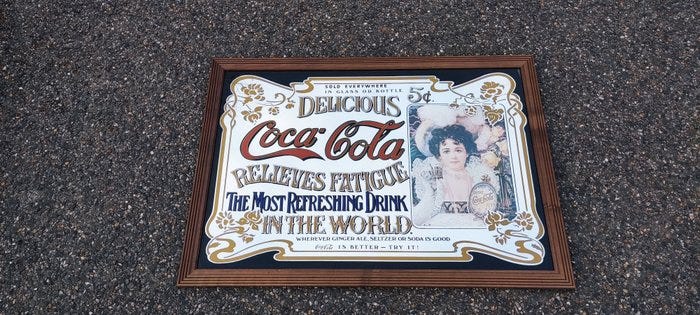 SOLD EVERYWHERE
IN GLASS OR BOTTLE
5¢
DELICIOUS
Coca-Cola
RELIEVES FATIGUE
THE MOST REFRESHING DRINK
IN THE WORLD
WHEREVER GINGER ALE, SELTZER OR SODA IS GOOD
Coca-Cola IS BETTER — TRY IT!